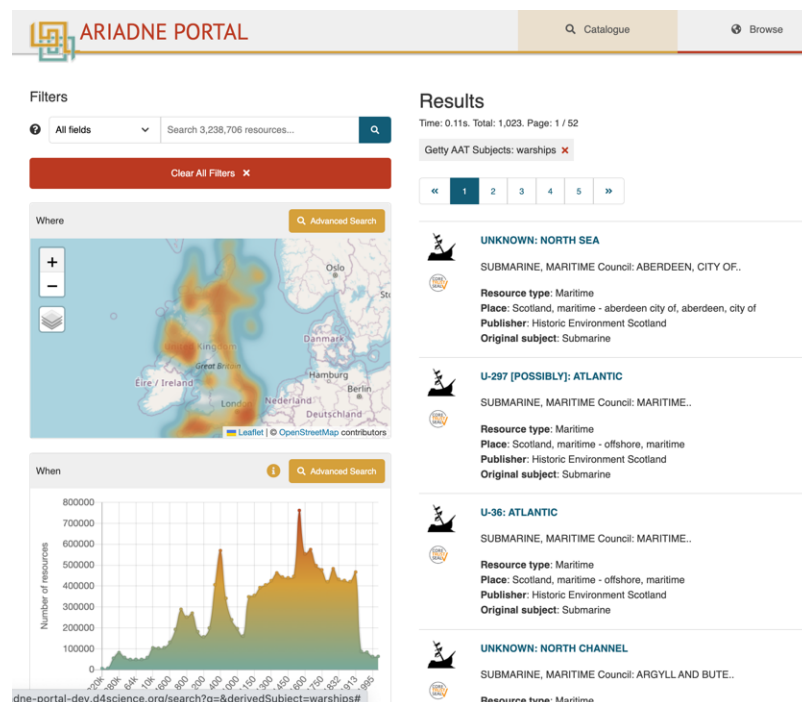 ARIADNE PORTAL
Catalogue
Browse
Filters
All fields
Search 3,238,706 resources...
Clear All Filters
Where
Advanced Search
+
−
Oslo
Kingdom
Great Britain
Danmark
Éire / Ireland
Hamburg
Berlin
London
Nederland
Deutschland
Leaflet | © OpenStreetMap contributors
When
Advanced Search
800000
700000
600000
500000
400000
300000
200000
100000
0
Number of resources
dne-portal-dev.d4science.org/search?q=&derivedSubject=warships#
Results
Time: 0.11s. Total: 1,023. Page: 1 / 52
Getty AAT Subjects: warships
« 1 2 3 4 5 »
UNKNOWN: NORTH SEA
SUBMARINE, MARITIME Council: ABERDEEN, CITY OF..
Resource type: Maritime
Place: Scotland, maritime - aberdeen city of, aberdeen, city of
Publisher: Historic Environment Scotland
Original subject: Submarine
U-297 [POSSIBLY]: ATLANTIC
SUBMARINE, MARITIME Council: MARITIME..
Resource type: Maritime
Place: Scotland, maritime - offshore, maritime
Publisher: Historic Environment Scotland
Original subject: Submarine
U-36: ATLANTIC
SUBMARINE, MARITIME Council: MARITIME..
Resource type: Maritime
Place: Scotland, maritime - offshore, maritime
Publisher: Historic Environment Scotland
Original subject: Submarine
UNKNOWN: NORTH CHANNEL
SUBMARINE, MARITIME Council: ARGYLL AND BUTE..
Resource type: Maritime